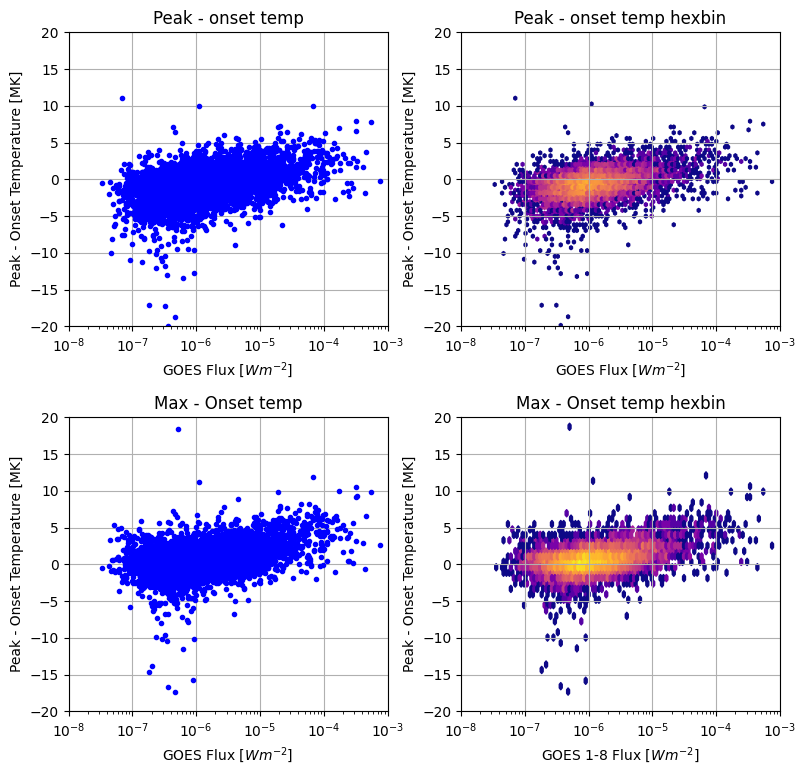 Peak - onset temp
Peak - Onset Temperature [MK]
20
15
10
5
0
−5
−10
−15
−20
10⁻⁸ 10⁻⁷ 10⁻⁶ 10⁻⁵ 10⁻⁴ 10⁻³
GOES Flux [Wm⁻²]
Peak - onset temp hexbin
Peak - Onset Temperature [MK]
20
15
10
5
0
−5
−10
−15
−20
10⁻⁸ 10⁻⁷ 10⁻⁶ 10⁻⁵ 10⁻⁴ 10⁻³
GOES Flux [Wm⁻²]
Max - Onset temp
Peak - Onset Temperature [MK]
20
15
10
5
0
−5
−10
−15
−20
10⁻⁸ 10⁻⁷ 10⁻⁶ 10⁻⁵ 10⁻⁴ 10⁻³
GOES Flux [Wm⁻²]
Max - Onset temp hexbin
Peak - Onset Temperature [MK]
20
15
10
5
0
−5
−10
−15
−20
10⁻⁸ 10⁻⁷ 10⁻⁶ 10⁻⁵ 10⁻⁴ 10⁻³
GOES 1-8 Flux [Wm⁻²]